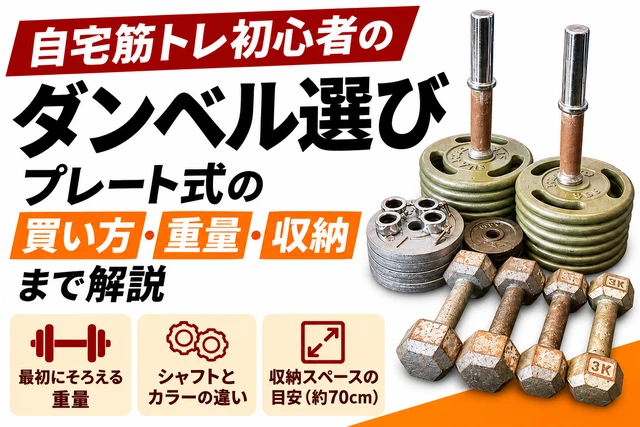 自宅筋トレ初心者の
ダンベル選び
プレート式の
買い方・重量・収納
まで解説
最初にそろえる
重量
シャフトと
カラーの違い
収納スペースの
目安（約70cm）
3K
3K